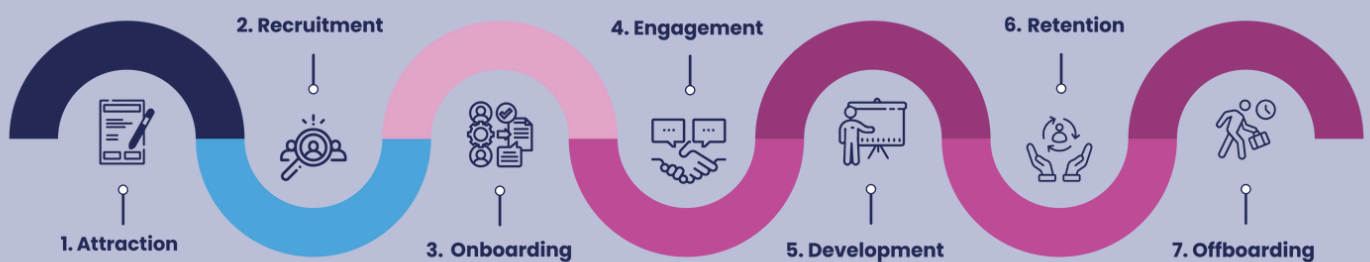 1. Attraction
2. Recruitment
3. Onboarding
4. Engagement
5. Development
6. Retention
7. Offboarding